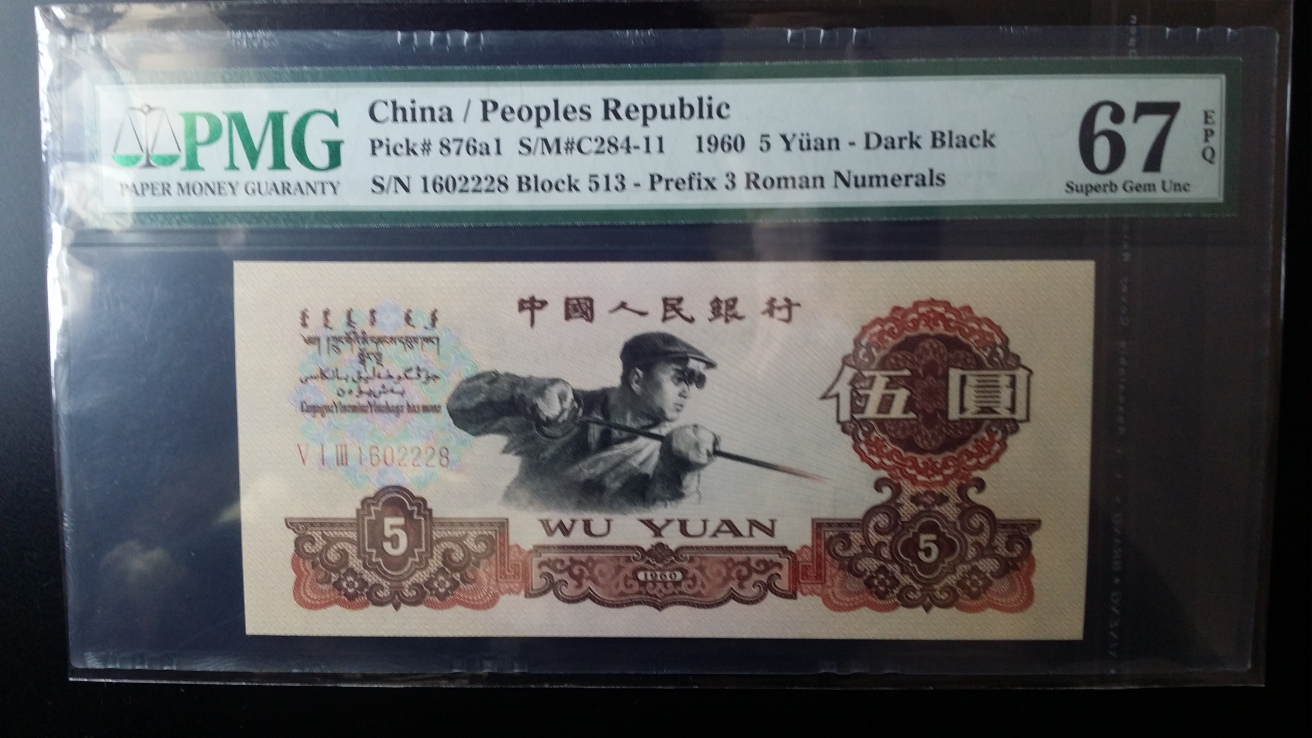 PMG
PAPER MONEY GUARANTY
China / Peoples Republic
Pick# 876a1 S/M#C284-11 1960 5 Yüan - Dark Black
S/N 1602228 Block 513 - Prefix 3 Roman Numerals
67
EPQ
Superb Gem Unc
中國人民銀行
伍圓
V I III 1602228
5
WU YUAN
1960
5